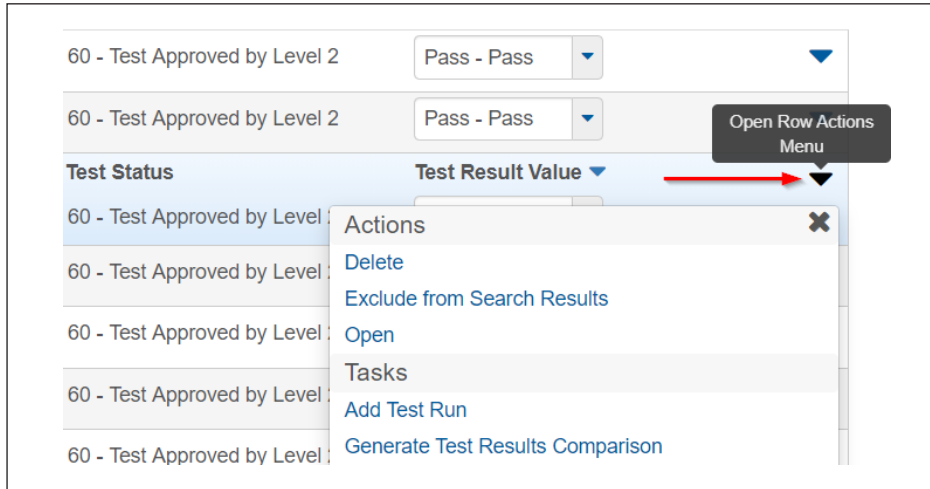 60 - Test Approved by Level 2 Pass - Pass
60 - Test Approved by Level 2 Pass - Pass
Open Row Actions
Menu
Test Status Test Result Value
60 - Test Approved by Level
Actions
Delete
60 - Test Approved by Level
Exclude from Search Results
60 - Test Approved by Level
Open
Tasks
60 - Test Approved by Level
Add Test Run
60 - Test Approved by Level
Generate Test Results Comparison